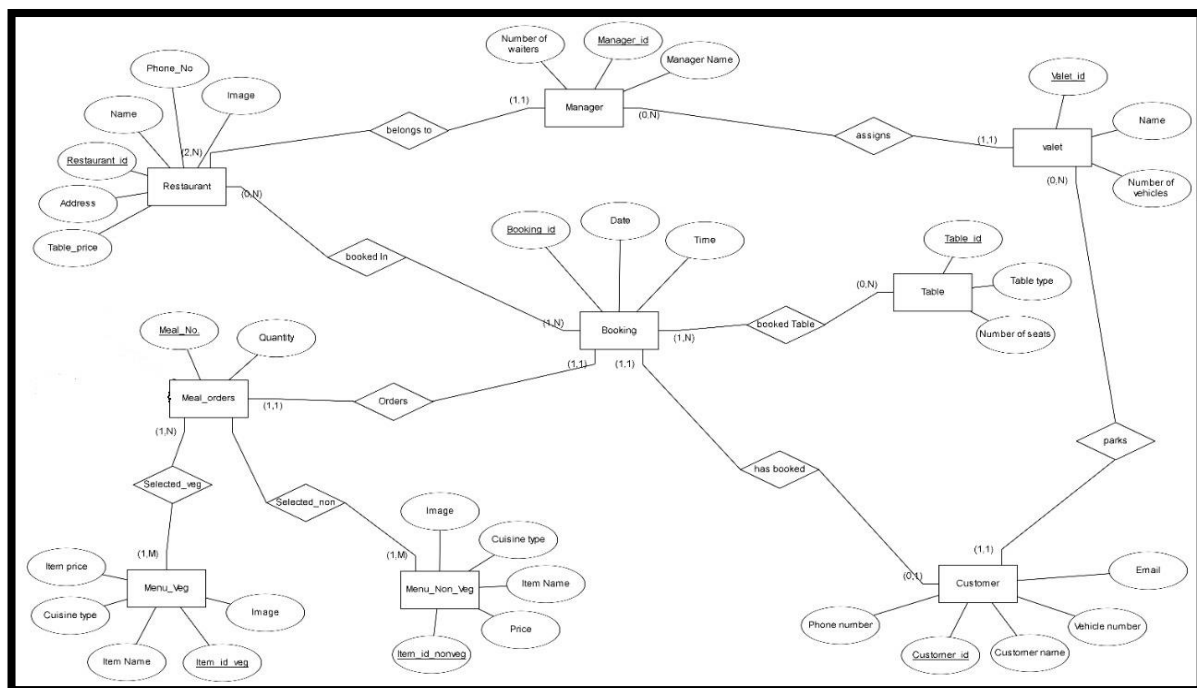 Number of
waiters
Manager_id
Manager Name
Phone_No
Image
Name
Restaurant_id
Address
Table_price
Restaurant
(2,N)
(0,N)
belongs to
(1,1)
Manager
(0,N)
assigns
(1,1)
Valet_id
Name
Number of
vehicles
valet
(0,N)
booked In
Booking_id
Date
Time
(1,N)
Booking
(1,N)
(1,1)
(1,1)
booked Table
(0,N)
Table_id
Table type
Number of seats
Table
Meal_No.
Quantity
Meal_orders
(1,1)
(1,N)
Orders
Selected_veg
Selected_non
has booked
parks
(1,M)
Item price
Cuisine type
Item Name
Item_id_veg
Image
Menu_Veg
(1,M)
Image
Cuisine type
Item Name
Price
Item_id_nonveg
Menu_Non_Veg
(0,1)
(1,1)
Customer
Email
Vehicle number
Customer name
Customer_id
Phone number